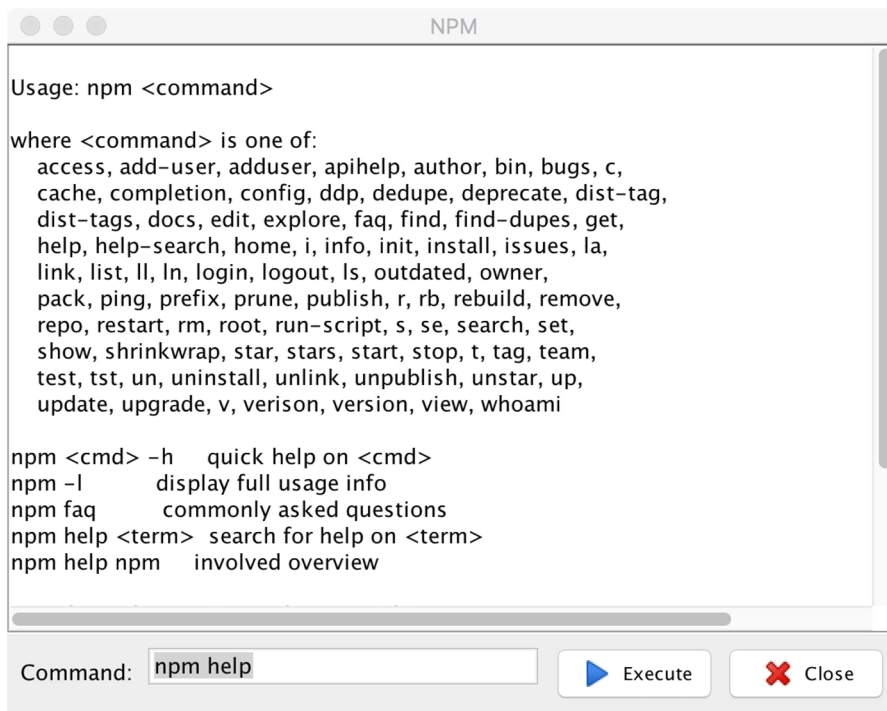 NPM
Usage: npm <command>
where <command> is one of:
access, add-user, adduser, apihelp, author, bin, bugs, c,
cache, completion, config, ddp, dedupe, deprecate, dist-tag,
dist-tags, docs, edit, explore, faq, find, find-dupes, get,
help, help-search, home, i, info, init, install, issues, la,
link, list, ll, ln, login, logout, ls, outdated, owner,
pack, ping, prefix, prune, publish, r, rb, rebuild, remove,
repo, restart, rm, root, run-script, s, se, search, set,
show, shrinkwrap, star, stars, start, stop, t, tag, team,
test, tst, un, uninstall, unlink, unpublish, unstar, up,
update, upgrade, v, verison, version, view, whoami
npm <cmd> -h     quick help on <cmd>
npm -l           display full usage info
npm faq          commonly asked questions
npm help <term>  search for help on <term>
npm help npm     involved overview
Command: npm help Execute Close